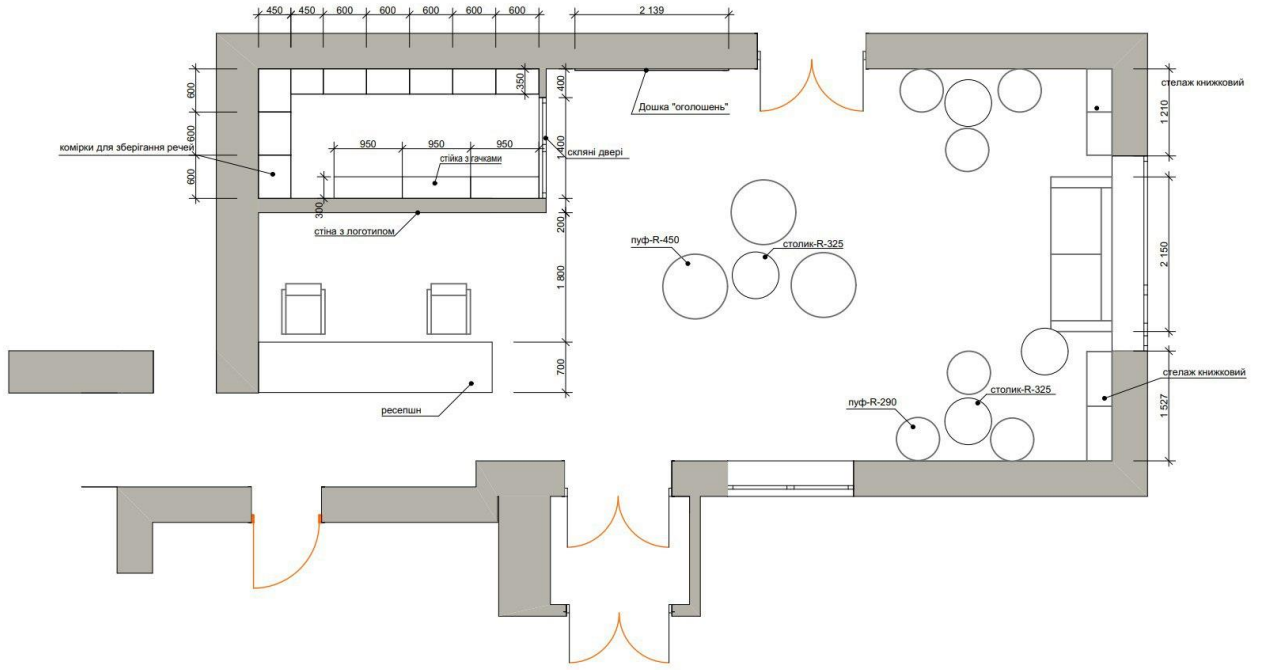 450 450 600 600 600 600 600
2 139
600
600
600
350
400
1 400
950 950 950
300
200
1 800
700
1 210
2 150
1 527
комірки для зберігання речей
стійка з гачками
скляні двері
Дошка "оголошень"
стелаж книжковий
стіна з логотипом
пуф-R-450
столик-R-325
ресепшн
пуф-R-290
столик-R-325
стелаж книжковий